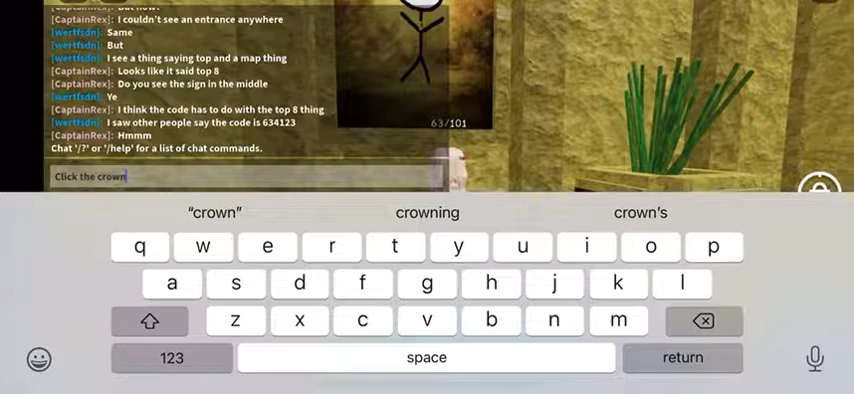 [CaptainRex]: I couldn't see an entrance anywhere
[wertfsdn]: Same
[wertfsdn]: But
[wertfsdn]: I see a thing saying top and a map thing
[CaptainRex]: Looks like it said top 8
[CaptainRex]: Do you see the sign in the middle
[wertfsdn]: Ye
[CaptainRex]: I think the code has to do with the top 8 thing
[wertfsdn]: I saw other people say the code is 634123
[CaptainRex]: Hmmm
Chat '/?' or '/help' for a list of chat commands.
63/101
Click the crown
“crown” crowning crown's
q w e r t y u i o p
a s d f g h j k l
z x c v b n m
123 space return